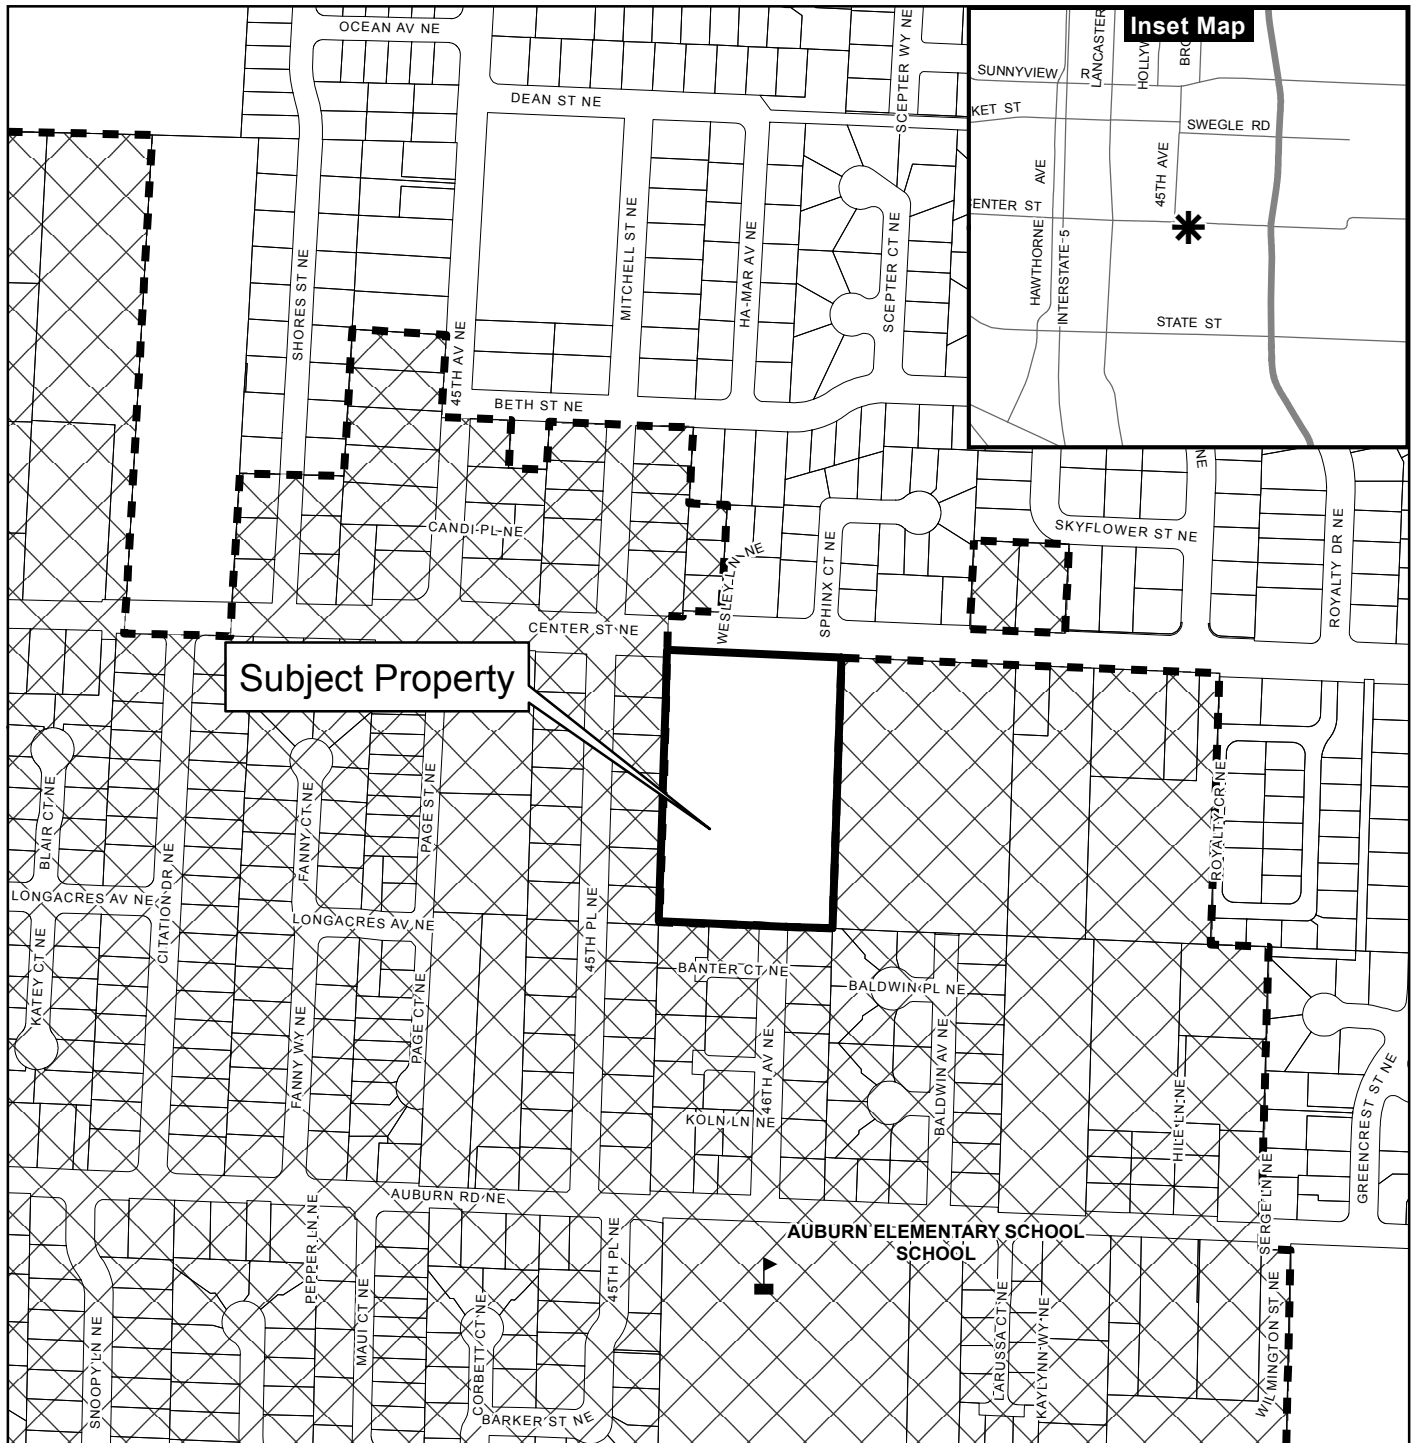 OCEAN AV NE
SCEPTER WY NE
DEAN ST NE
SHORES ST NE
MITCHELL ST NE
HA-MAR AV NE
SCEPTER CT NE
45TH AV NE
BETH ST NE
Inset Map
SUNNYVIEW R
LANCASTER
HOLLYW
BRO
KET ST
SWEGLE RD
AVE
45TH AVE
ENTER ST
HAWTHORNE
INTERSTATE-5
STATE ST
NE
CANDI PL NE
WESLEY LN NE
SPHINX CT NE
SKYFLOWER ST NE
ROYALTY DR NE
CENTER ST NE
Subject Property
BLAIR CT NE
FANNY CT NE
PAGE ST NE
ROYALTY CR NE
LONGACRES AV NE
CITATION DR NE
LONGACRES AV NE
45TH PL NE
KATEY CT NE
BANTER CT NE
BALDWIN PL NE
FANNY WY NE
PAGE CT NE
46TH AV NE
BALDWIN AV NE
KOLN LN NE
HILE LN NE
GREENCREST ST NE
AUBURN RD NE
PEPPER LN NE
45TH PL NE
AUBURN ELEMENTARY SCHOOL
SCHOOL
SERGE LN NE
SNOOPY LN NE
MAUI CT NE
CORBETT CT NE
LARUSSA CT NE
KAYLYNN WY NE
WILMINGTON ST NE
BARKER ST NE